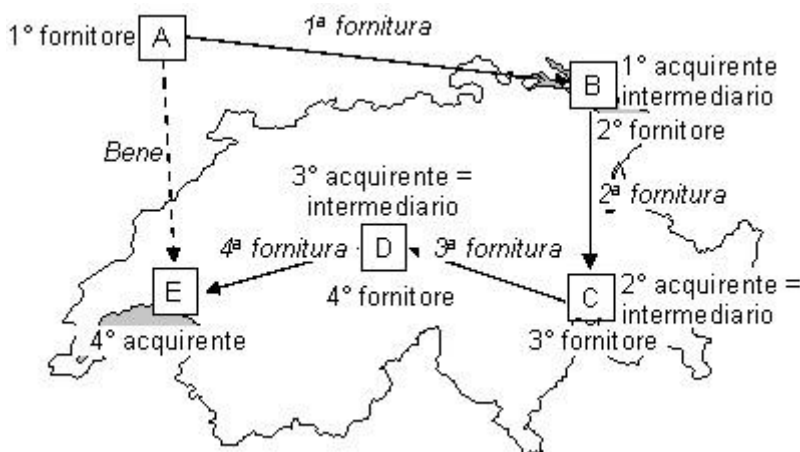 1° fornitore
A
1ª fornitura
B
1° acquirente
intermediario
2° fornitore
Bene
2ª fornitura
3° acquirente =
intermediario
4ª fornitura
D
3ª fornitura
4° fornitore
E
4° acquirente
C
2° acquirente =
intermediario
3° fornitore